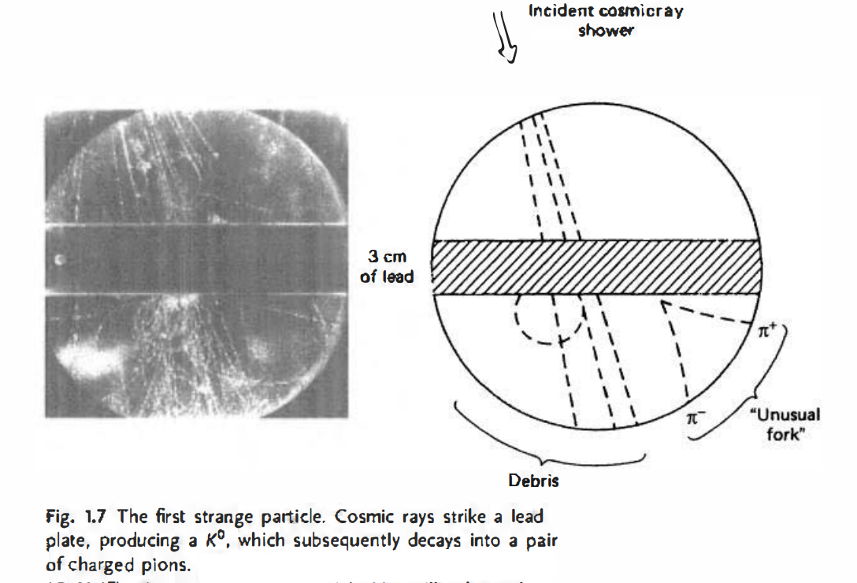 Incident cosmicray
shower
3 cm
of lead
π⁺
π⁻
"Unusual
fork"
Debris
Fig. 1.7 The first strange particle. Cosmic rays strike a lead
plate, producing a K⁰, which subsequently decays into a pair
of charged pions.